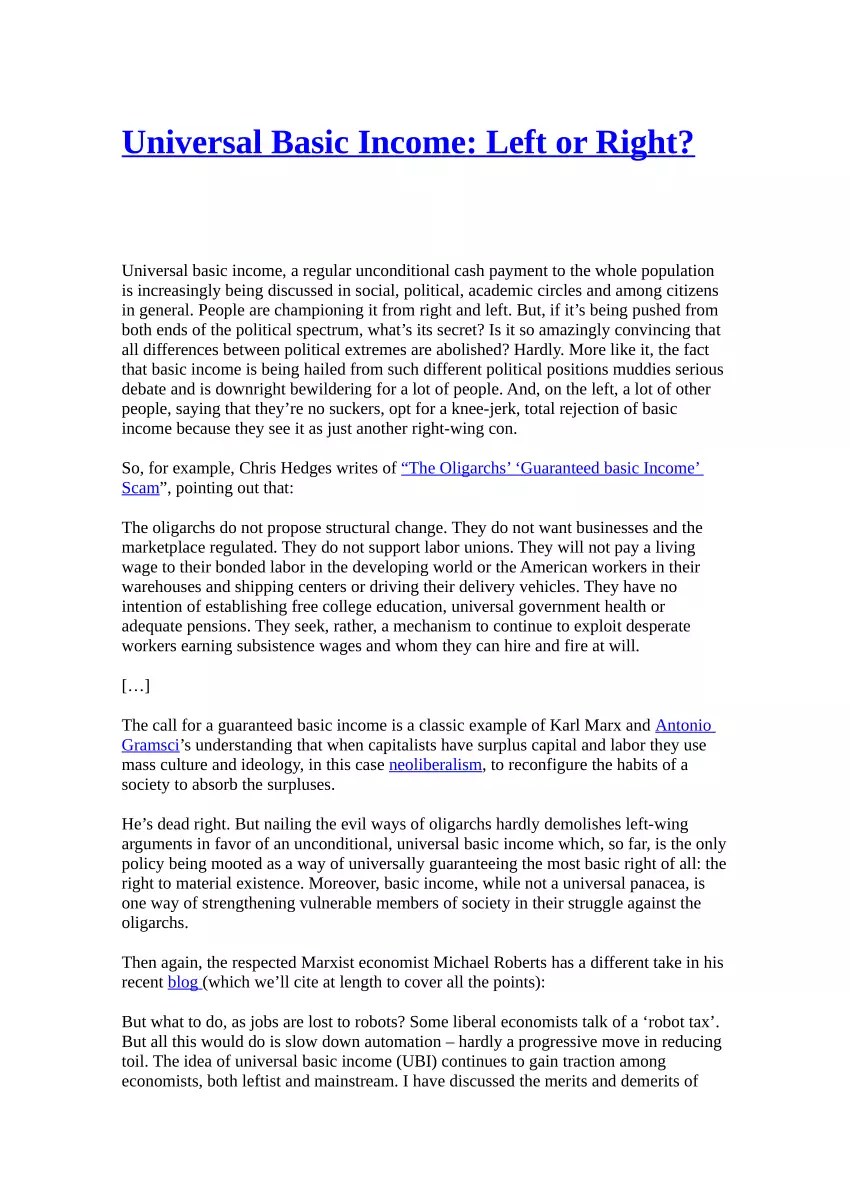 Universal Basic Income: Left or Right?
Universal basic income, a regular unconditional cash payment to the whole population
is increasingly being discussed in social, political, academic circles and among citizens
in general. People are championing it from right and left. But, if it’s being pushed from
both ends of the political spectrum, what’s its secret? Is it so amazingly convincing that
all differences between political extremes are abolished? Hardly. More like it, the fact
that basic income is being hailed from such different political positions muddies serious
debate and is downright bewildering for a lot of people. And, on the left, a lot of other
people, saying that they’re no suckers, opt for a knee-jerk, total rejection of basic
income because they see it as just another right-wing con.
So, for example, Chris Hedges writes of “The Oligarchs’ ‘Guaranteed basic Income’
Scam”, pointing out that:
The oligarchs do not propose structural change. They do not want businesses and the
marketplace regulated. They do not support labor unions. They will not pay a living
wage to their bonded labor in the developing world or the American workers in their
warehouses and shipping centers or driving their delivery vehicles. They have no
intention of establishing free college education, universal government health or
adequate pensions. They seek, rather, a mechanism to continue to exploit desperate
workers earning subsistence wages and whom they can hire and fire at will.
[…]
The call for a guaranteed basic income is a classic example of Karl Marx and Antonio
Gramsci’s understanding that when capitalists have surplus capital and labor they use
mass culture and ideology, in this case neoliberalism, to reconfigure the habits of a
society to absorb the surpluses.
He’s dead right. But nailing the evil ways of oligarchs hardly demolishes left-wing
arguments in favor of an unconditional, universal basic income which, so far, is the only
policy being mooted as a way of universally guaranteeing the most basic right of all: the
right to material existence. Moreover, basic income, while not a universal panacea, is
one way of strengthening vulnerable members of society in their struggle against the
oligarchs.
Then again, the respected Marxist economist Michael Roberts has a different take in his
recent blog (which we’ll cite at length to cover all the points):
But what to do, as jobs are lost to robots? Some liberal economists talk of a ‘robot tax’.
But all this would do is slow down automation – hardly a progressive move in reducing
toil. The idea of universal basic income (UBI) continues to gain traction among
economists, both leftist and mainstream. I have discussed the merits and demerits of